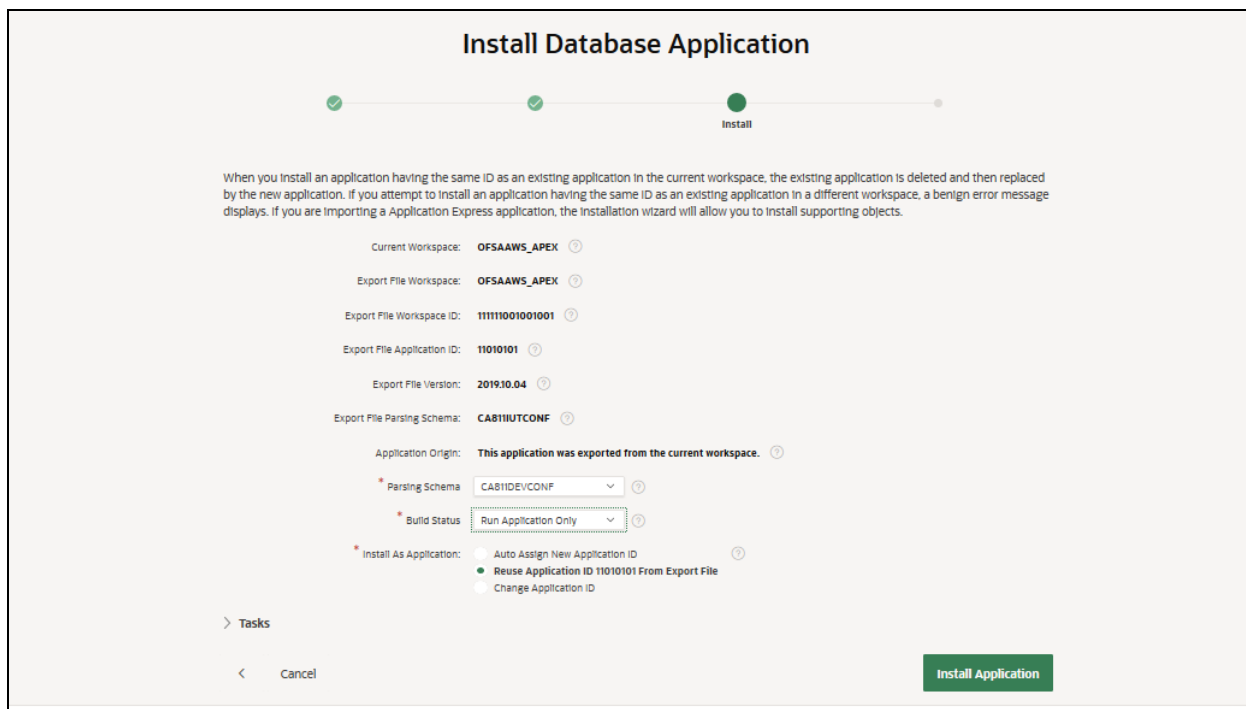 Install Database Application
Install
When you install an application having the same ID as an existing application in the current workspace, the existing application is deleted and then replaced
by the new application. If you attempt to install an application having the same ID as an existing application in a different workspace, a benign error message
displays. If you are importing a Application Express application, the installation wizard will allow you to install supporting objects.
Current Workspace: OFSAAWS_APEX ?
Export File Workspace: OFSAAWS_APEX ?
Export File Workspace ID: 111111001001001 ?
Export File Application ID: 11010101 ?
Export File Version: 2019.10.04 ?
Export File Parsing Schema: CA811IUTCONF ?
Application Origin: This application was exported from the current workspace. ?
* Parsing Schema CA811DEVCONF ?
* Build Status Run Application Only ?
* Install As Application: Auto Assign New Application ID ?
Reuse Application ID 11010101 From Export File
Change Application ID
> Tasks
< Cancel Install Application